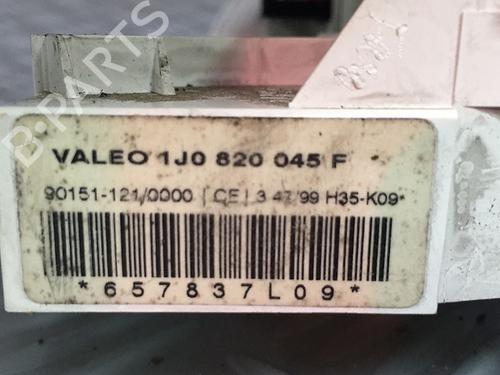 VALEO 1J0 820 045 F
90151-121/0000 | CE | 3 47/99 H35-K09*
*657837L09*
B-PARTS